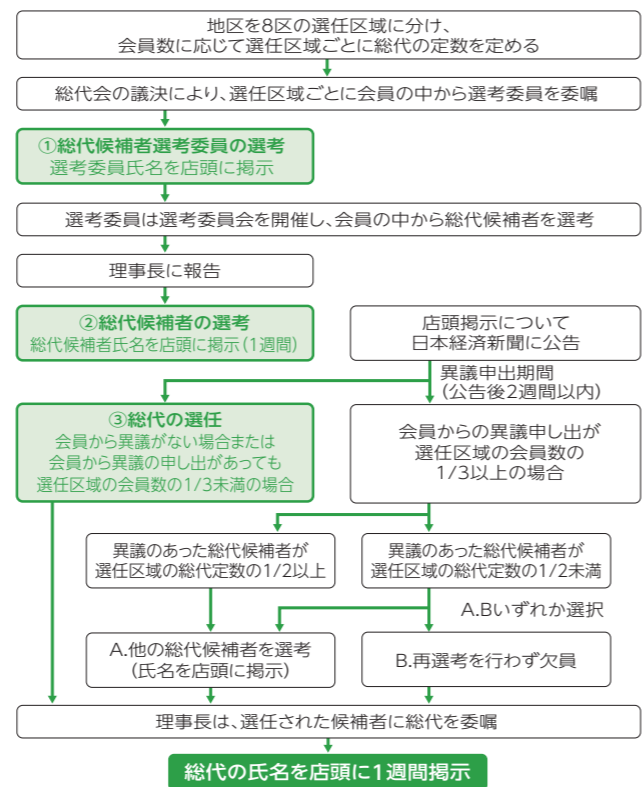 地区を8区の選任区域に分け、
会員数に応じて選任区域ごとに総代の定数を定める
総代会の議決により、選任区域ごとに会員の中から選考委員を委嘱
①総代候補者選考委員の選考
選考委員氏名を店頭に掲示
選考委員は選考委員会を開催し、会員の中から総代候補者を選考
理事長に報告
②総代候補者の選考
総代候補者氏名を店頭に掲示(1週間)
店頭掲示について
日本経済新聞に公告
異議申出期間
(公告後2週間以内)
③総代の選任
会員から異議がない場合または
会員から異議の申し出があっても
選任区域の会員数の1/3未満の場合
会員からの異議申し出が
選任区域の会員数の
1/3以上の場合
異議のあった総代候補者が
選任区域の総代定数の1/2以上
異議のあった総代候補者が
選任区域の総代定数の1/2未満
A.Bいずれか選択
A.他の総代候補者を選考
(氏名を店頭に掲示)
B.再選考を行わず欠員
理事長は、選任された候補者に総代を委嘱
総代の氏名を店頭に1週間掲示